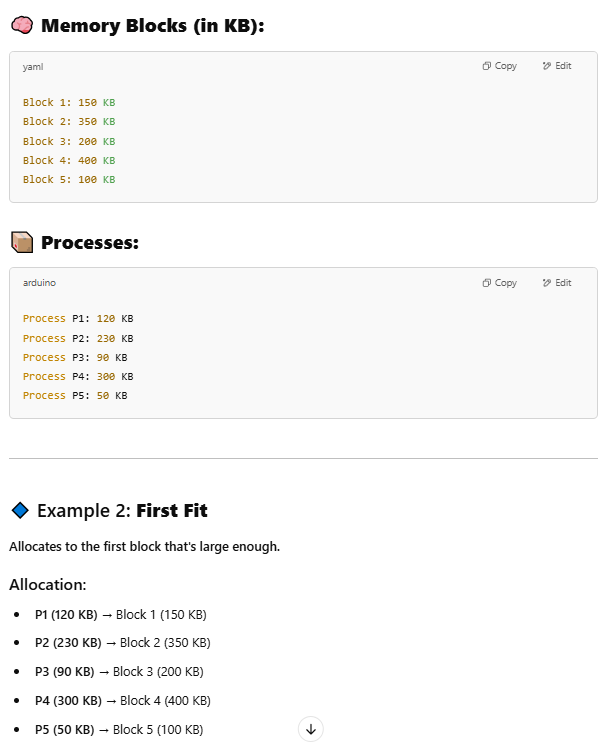 🧠 Memory Blocks (in KB):
yaml
Copy Edit
Block 1: 150 KB
Block 2: 350 KB
Block 3: 200 KB
Block 4: 400 KB
Block 5: 100 KB
📦 Processes:
arduino
Copy Edit
Process P1: 120 KB
Process P2: 230 KB
Process P3: 90 KB
Process P4: 300 KB
Process P5: 50 KB
🔷 Example 2: First Fit
Allocates to the first block that's large enough.
Allocation:
• P1 (120 KB) → Block 1 (150 KB)
• P2 (230 KB) → Block 2 (350 KB)
• P3 (90 KB) → Block 3 (200 KB)
• P4 (300 KB) → Block 4 (400 KB)
• P5 (50 KB) → Block 5 (100 KB)